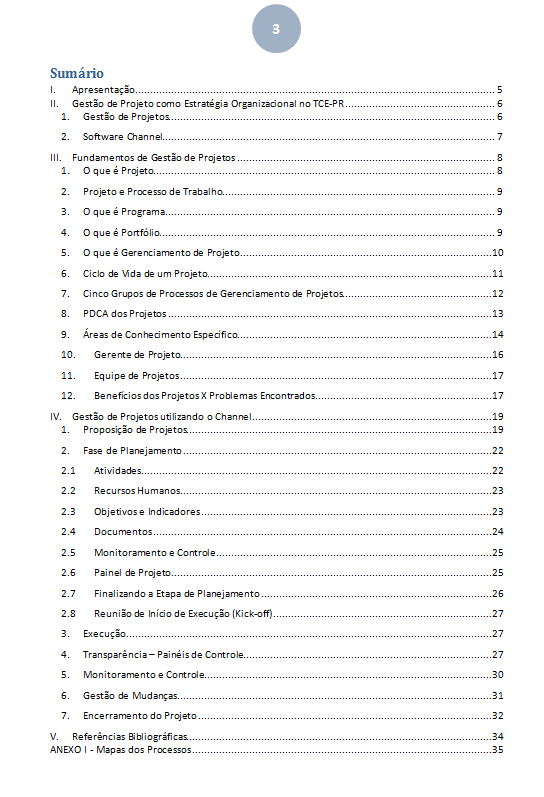 3
Sumário
I. Apresentação 5
II. Gestão de Projeto como Estratégia Organizacional no TCE-PR 6
1. Gestão de Projetos 6
2. Software Channel 7
III. Fundamentos de Gestão de Projetos 8
1. O que é Projeto 8
2. Projeto e Processo de Trabalho 9
3. O que é Programa 9
4. O que é Portfólio 9
5. O que é Gerenciamento de Projeto 10
6. Ciclo de Vida de um Projeto 11
7. Cinco Grupos de Processos de Gerenciamento de Projetos 12
8. PDCA dos Projetos 13
9. Áreas de Conhecimento Específico 14
10. Gerente de Projeto 16
11. Equipe de Projetos 17
12. Benefícios dos Projetos X Problemas Encontrados 17
IV. Gestão de Projetos utilizando o Channel 19
1. Proposição de Projetos 19
2. Fase de Planejamento 22
2.1 Atividades 22
2.2 Recursos Humanos 23
2.3 Objetivos e Indicadores 23
2.4 Documentos 24
2.5 Monitoramento e Controle 25
2.6 Painel de Projeto 25
2.7 Finalizando a Etapa de Planejamento 26
2.8 Reunião de Início de Execução (Kick-off) 27
3. Execução 27
4. Transparência – Painéis de Controle 27
5. Monitoramento e Controle 30
6. Gestão de Mudanças 31
7. Encerramento do Projeto 32
V. Referências Bibliográficas 34
ANEXO I - Mapas dos Processos 35